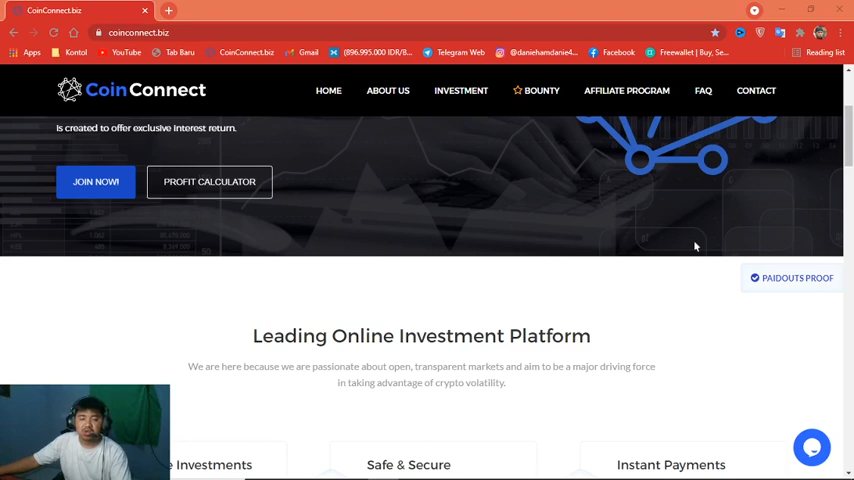 CoinConnect.biz
coinconnect.biz
Apps
Kontol
YouTube
Tab Baru
CoinConnect.biz
Gmail
(896.995.000 IDR/B...
Telegram Web
@daniehamdanie4...
Facebook
Freewallet | Buy, Se...
Reading list
CoinConnect
HOME
ABOUT US
INVESTMENT
BOUNTY
AFFILIATE PROGRAM
FAQ
CONTACT
is created to offer exclusive Interest return.
JOIN NOW!
PROFIT CALCULATOR
PAIDOUTS PROOF
Leading Online Investment Platform
We are here because we are passionate about open, transparent markets and aim to be a major driving force
in taking advantage of crypto volatility.
e Investments
Safe & Secure
Instant Payments